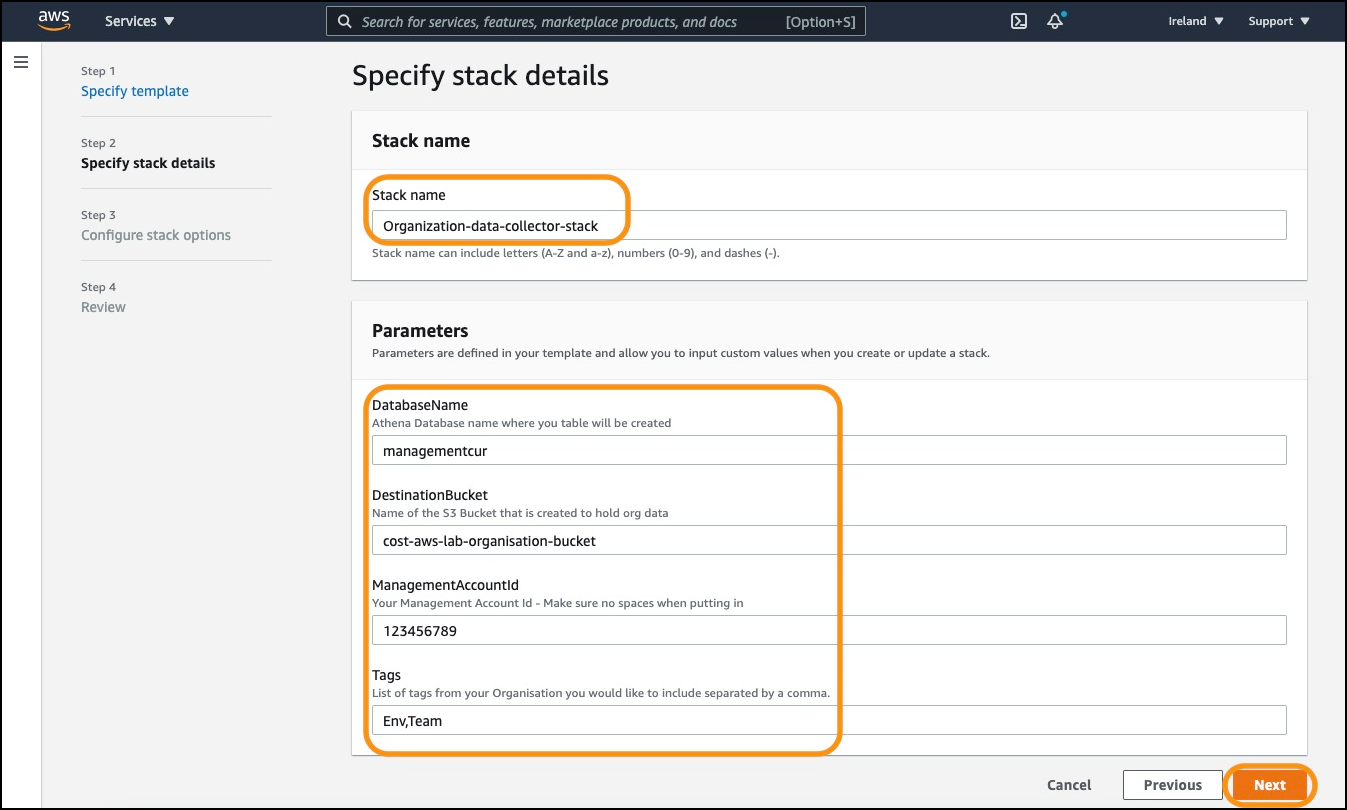 aws Services Search for services, features, marketplace products, and docs [Option+S] Ireland Support
Step 1
Specify template
Step 2
Specify stack details
Step 3
Configure stack options
Step 4
Review
Specify stack details
Stack name
Stack name
Organization-data-collector-stack
Stack name can include letters (A-Z and a-z), numbers (0-9), and dashes (-).
Parameters
Parameters are defined in your template and allow you to input custom values when you create or update a stack.
DatabaseName
Athena Database name where you table will be created
managementcur
DestinationBucket
Name of the S3 Bucket that is created to hold org data
cost-aws-lab-organisation-bucket
ManagementAccountId
Your Management Account Id - Make sure no spaces when putting in
123456789
Tags
List of tags from your Organisation you would like to include separated by a comma.
Env,Team
Cancel Previous Next